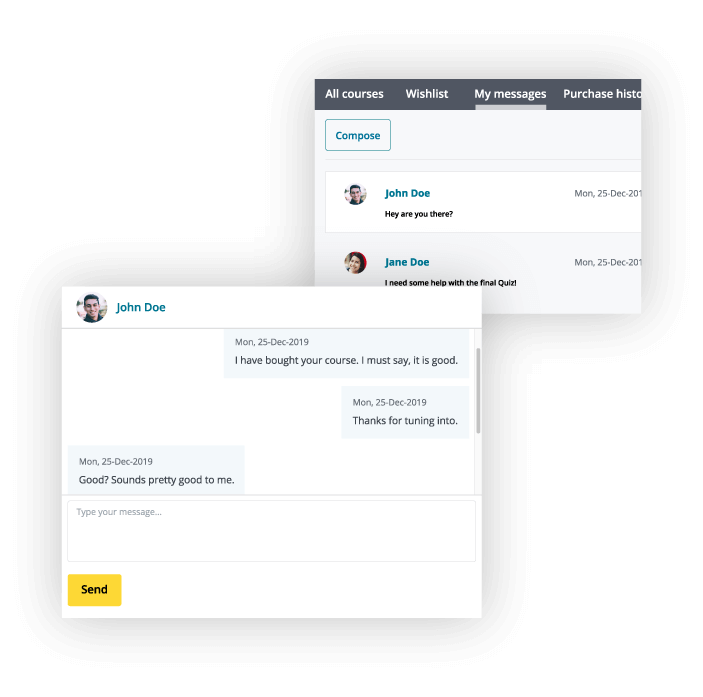 All courses Wishlist My messages Purchase histo
Compose
John Doe Mon, 25-Dec-201
Hey are you there?
Jane Doe Mon, 25-Dec-201
I need some help with the final Quiz!
John Doe
Mon, 25-Dec-2019
I have bought your course. I must say, it is good.
Mon, 25-Dec-2019
Thanks for tuning into.
Mon, 25-Dec-2019
Good? Sounds pretty good to me.
Type your message...
Send